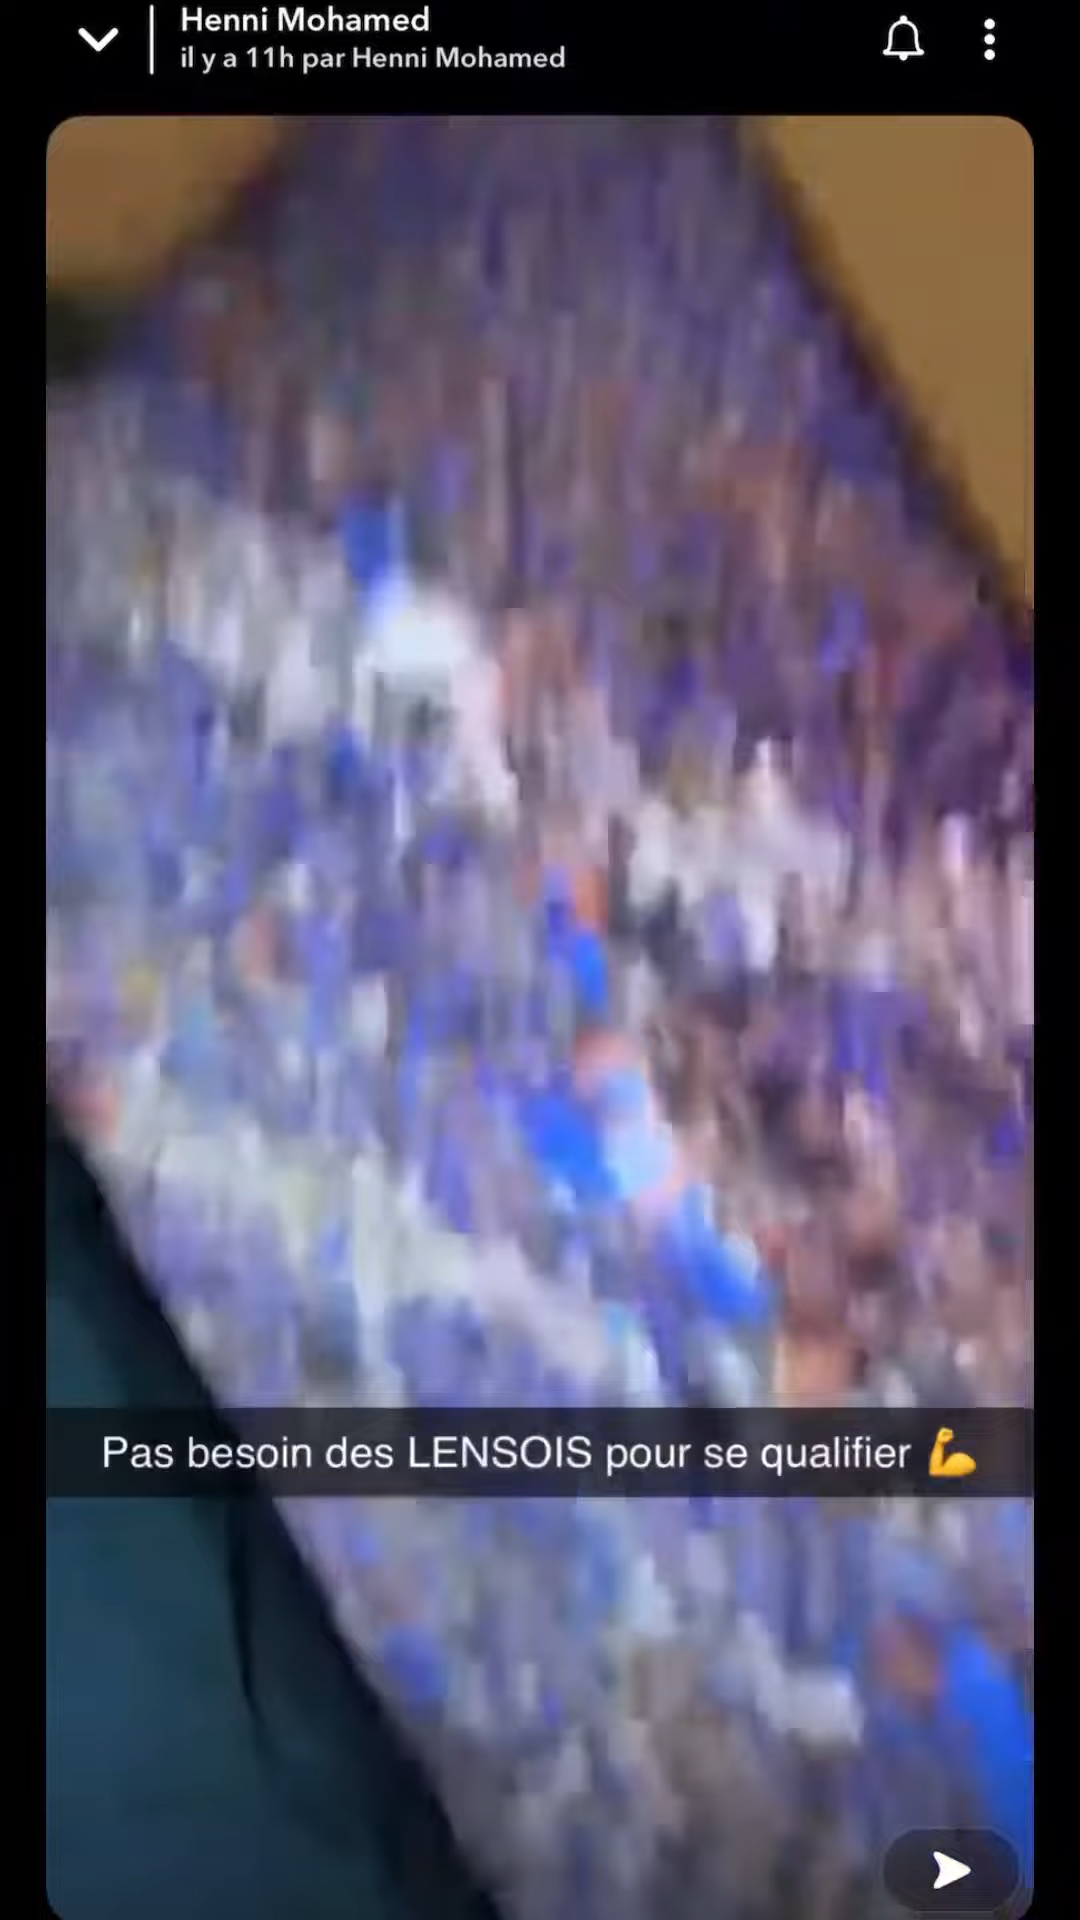 Henni Mohamed
il y a 11h par Henni Mohamed
Pas besoin des LENSOIS pour se qualifier 💪